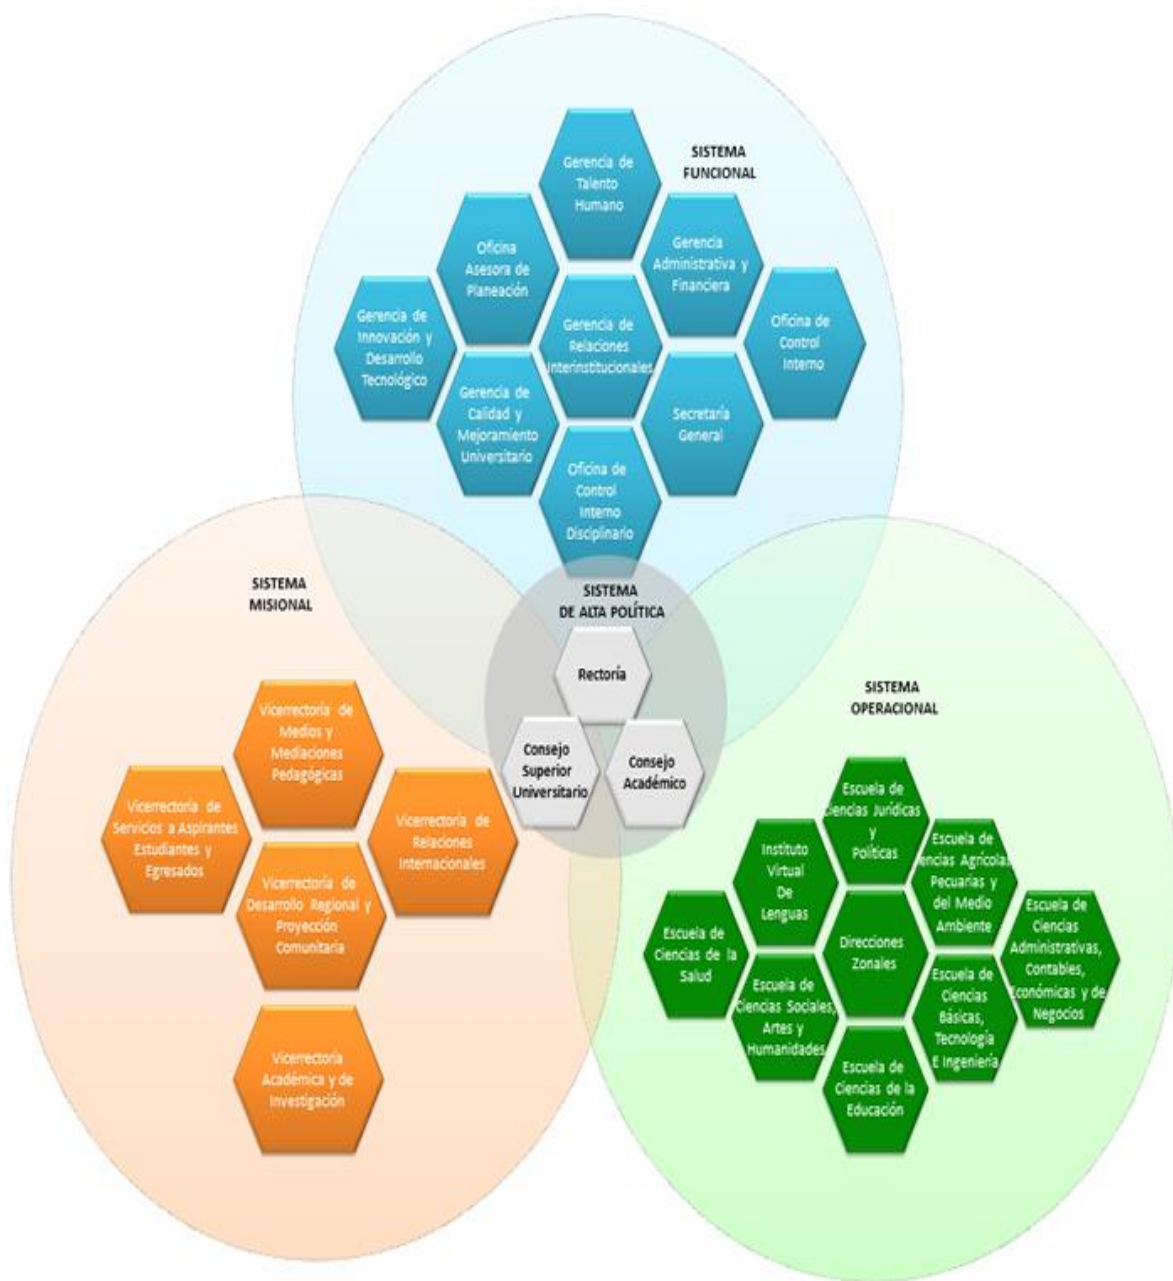 SISTEMA
FUNCIONAL
Gerencia de
Talento
Humano
Oficina
Asesora de
Planeación
Gerencia
Administrativa y
Financiera
Gerencia de
Innovación y
Desarrollo
Tecnológico
Gerencia de
Relaciones
Interinstitucionales
Oficina de
Control
Interno
Gerencia de
Calidad y
Mejoramiento
Universitario
Secretaría
General
Oficina de
Control
Interno
Disciplinario
SISTEMA
MISIONAL
Vicerrectoría de
Medios y
Mediaciones
Pedagógicas
Vicerrectoría de
Servicios a Aspirantes
Estudiantes y
Egresados
Vicerrectoría de
Relaciones
Internacionales
Vicerrectoría de
Desarrollo Regional y
Proyección
Comunitaria
Vicerrectoría
Académica y de
Investigación
SISTEMA
DE ALTA POLÍTICA
Rectoría
Consejo
Superior
Universitario
Consejo
Académico
SISTEMA
OPERACIONAL
Escuela de
Ciencias Jurídicas
y
Políticas
Instituto
Virtual
De
Lenguas
Escuela de
Ciencias Agrícolas
Pecuarias y
del Medio
Ambiente
Escuela de
Ciencias de la
Salud
Direcciones
Zonales
Escuela de
Ciencias
Administrativas,
Contables,
Económicas y de
Negocios
Escuela de
Ciencias Sociales,
Artes y
Humanidades
Escuela de
Ciencias
Básicas,
Tecnología
E Ingeniería
Escuela de
Ciencias de la
Educación